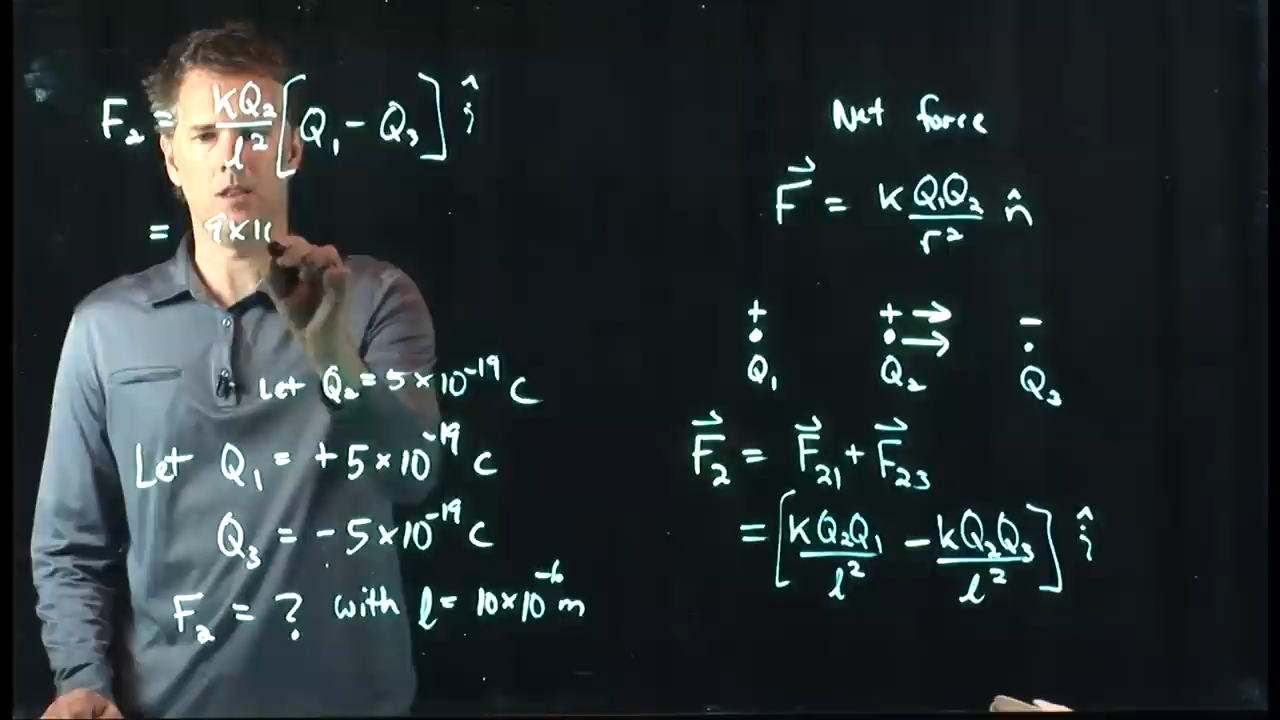 F₂ = kQ₂/l² [Q₁ − Q₃] î
= 9×10
Let Q₂ = 5×10⁻¹⁹ C
Let Q₁ = +5×10⁻¹⁹ C
Q₃ = −5×10⁻¹⁹ C
F₂ = ? with l = 10×10⁻⁶ m
Net force
F⃗ = k Q₁Q₂/r² n̂
+ + → −
• • → •
Q₁ Q₂ Q₃
F⃗₂ = F⃗₂₁ + F⃗₂₃
= [kQ₂Q₁/l² − kQ₂Q₃/l²] î